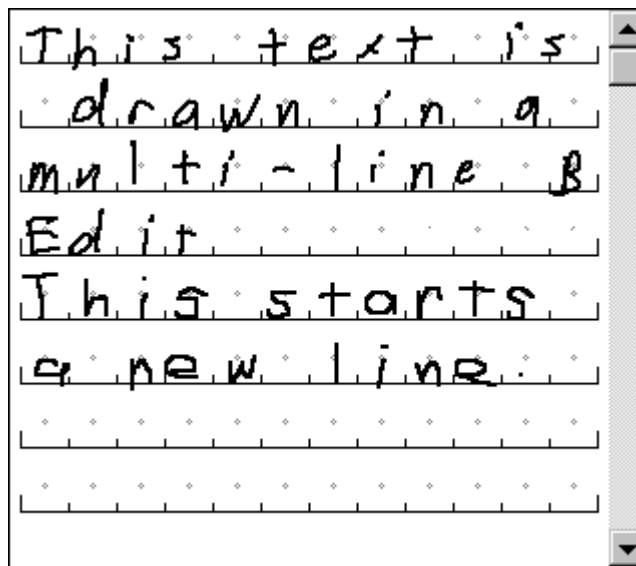 This text is
drawn in a
multi-line B
Edit
This starts
a new line.